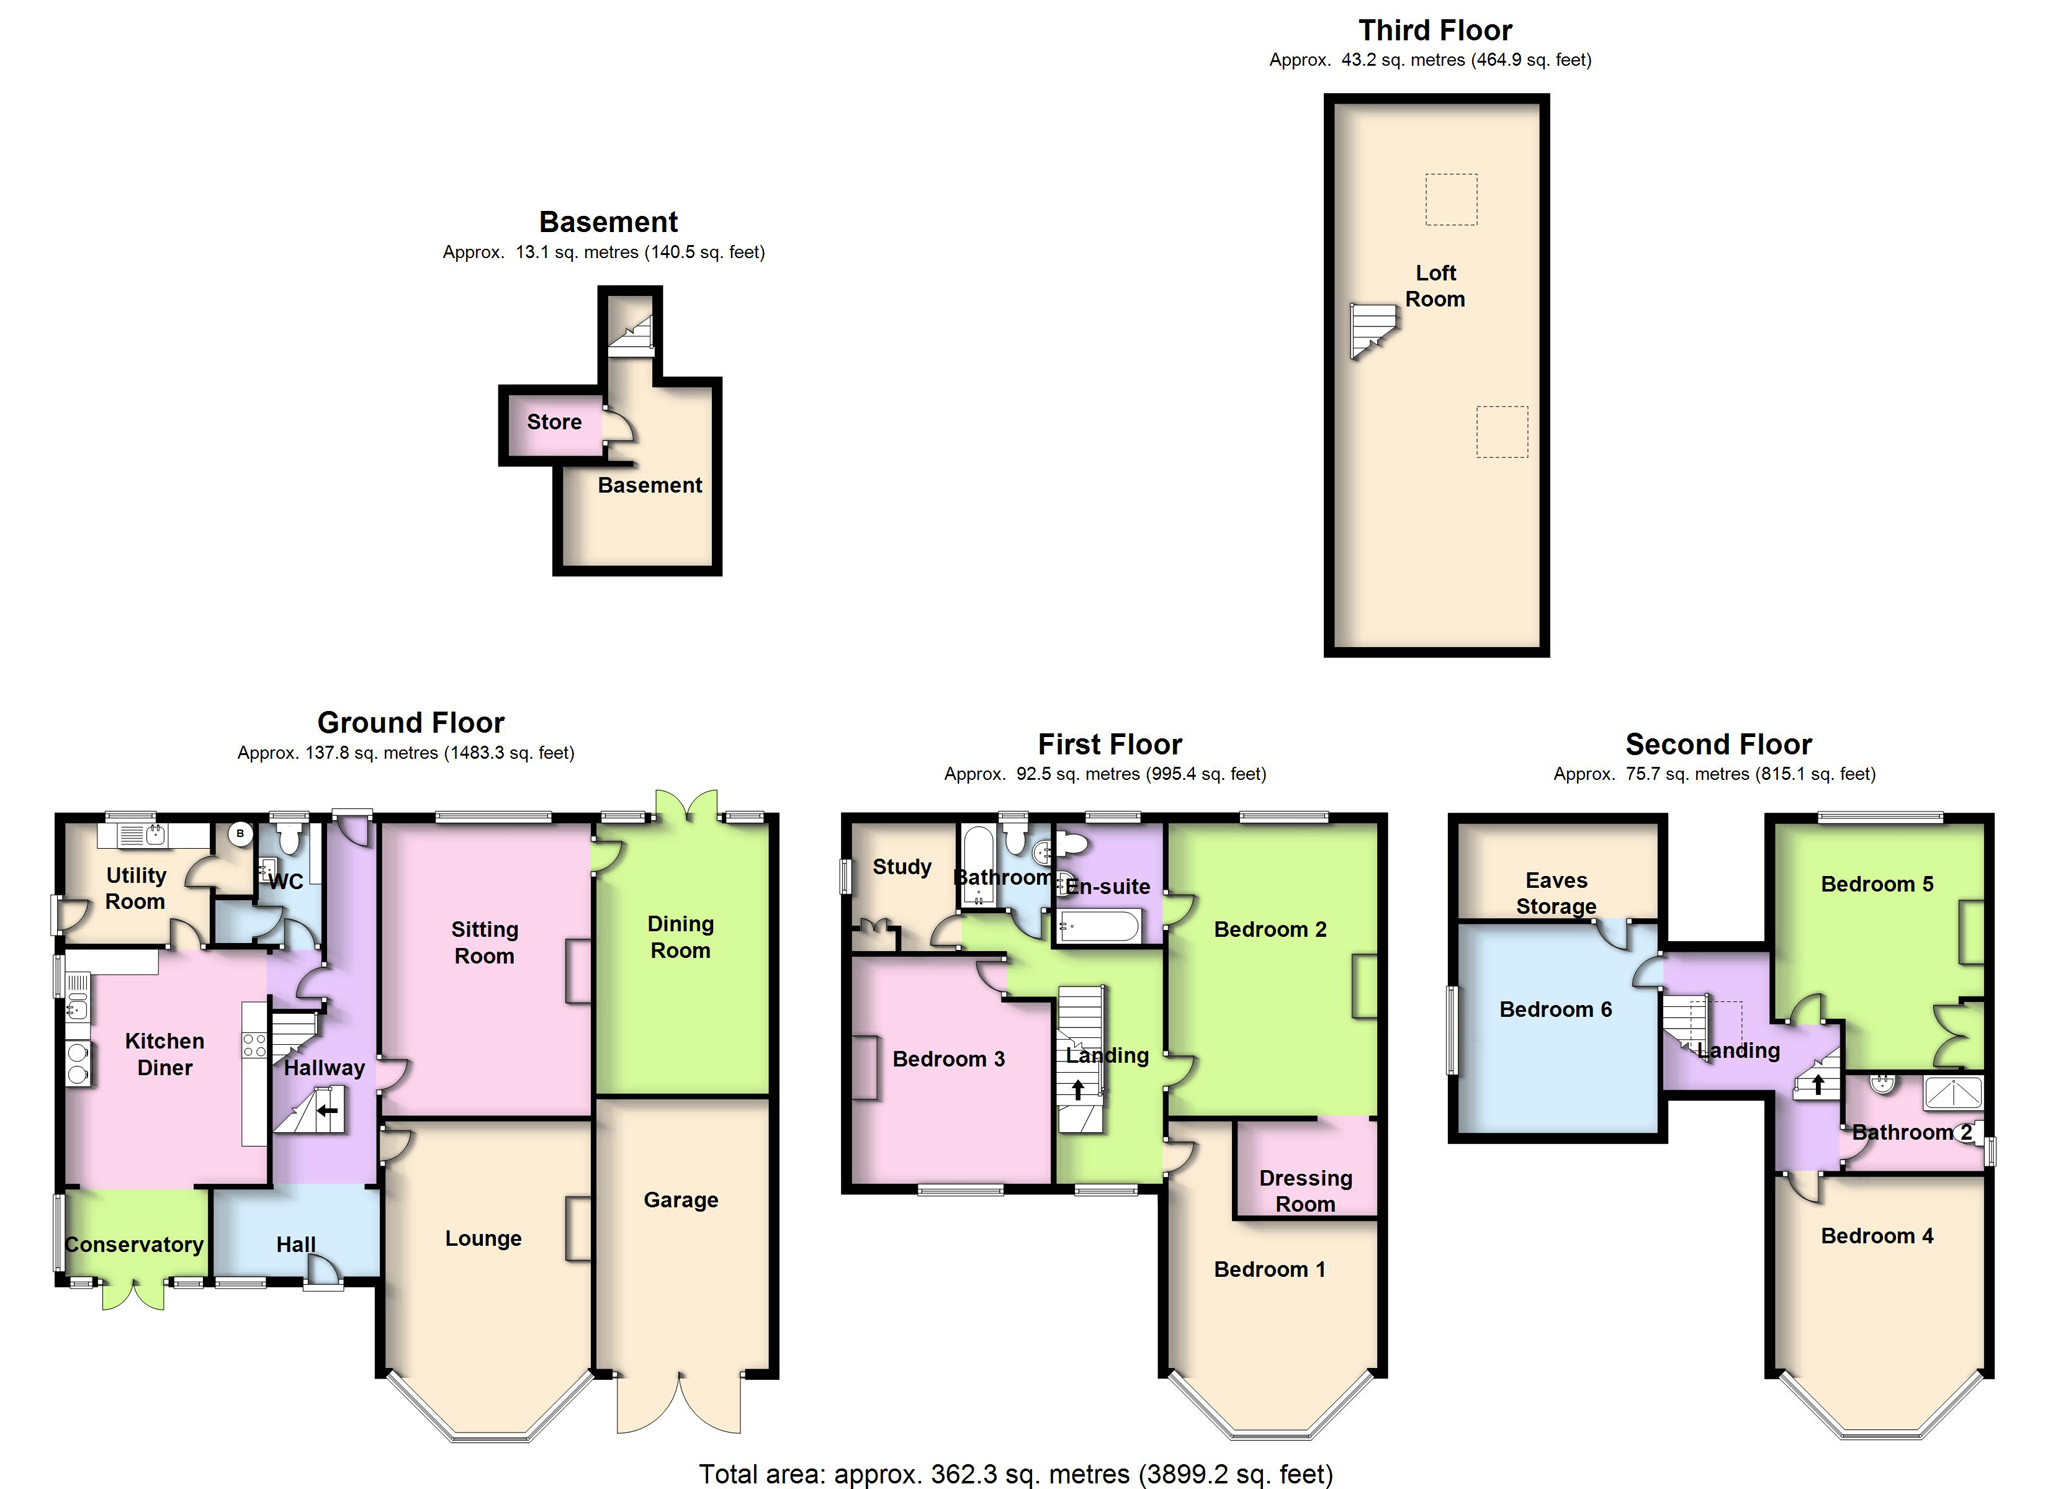 Third Floor
Approx.  43.2 sq. metres (464.9 sq. feet)
Loft
Room
Basement
Approx.  13.1 sq. metres (140.5 sq. feet)
Store
Basement
Ground Floor
Approx. 137.8 sq. metres (1483.3 sq. feet)
B
Utility
Room
WC
Sitting
Room
Dining
Room
Kitchen
Diner
Hallway
Conservatory
Hall
Lounge
Garage
First Floor
Approx.  92.5 sq. metres (995.4 sq. feet)
Study
Bathroom
En-suite
Bedroom 2
Bedroom 3
Landing
Dressing
Room
Bedroom 1
Second Floor
Approx.  75.7 sq. metres (815.1 sq. feet)
Eaves
Storage
Bedroom 5
Bedroom 6
Landing
Bathroom 2
Bedroom 4
Total area: approx. 362.3 sq. metres (3899.2 sq. feet)